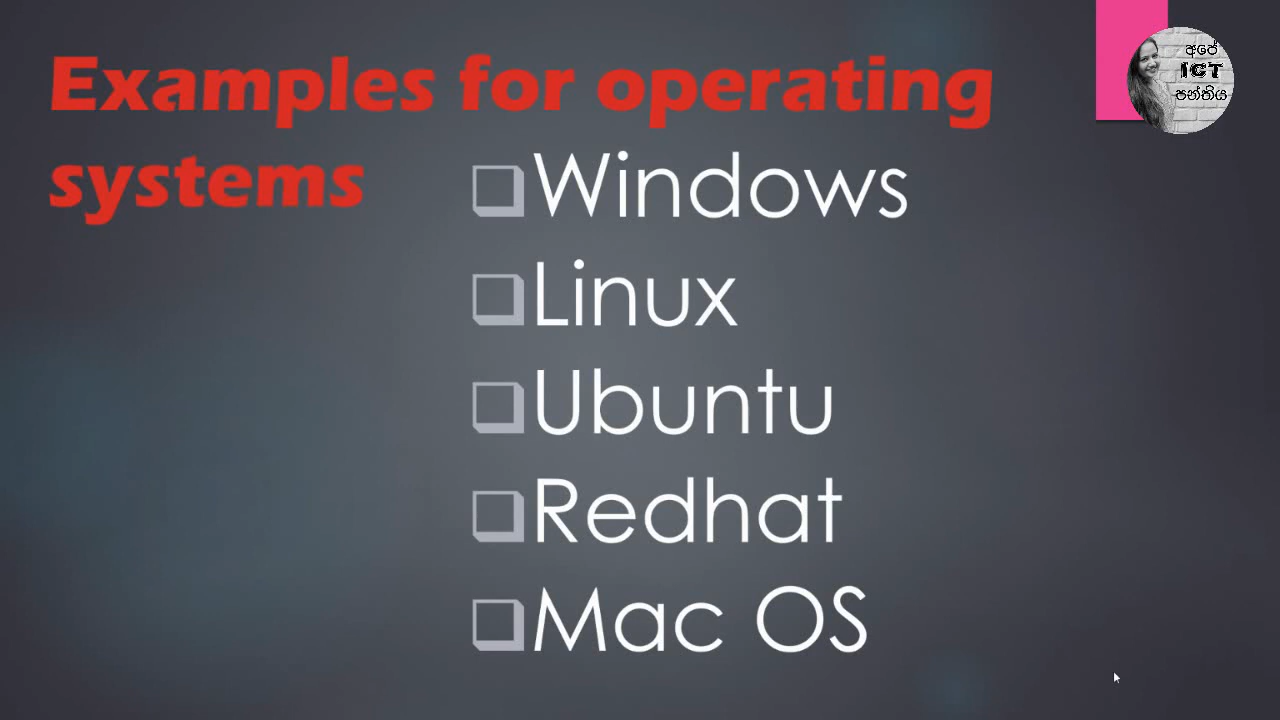 Examples for operating
systems
Windows
Linux
Ubuntu
Redhat
Mac OS
අපේ
ICT
පන්තිය